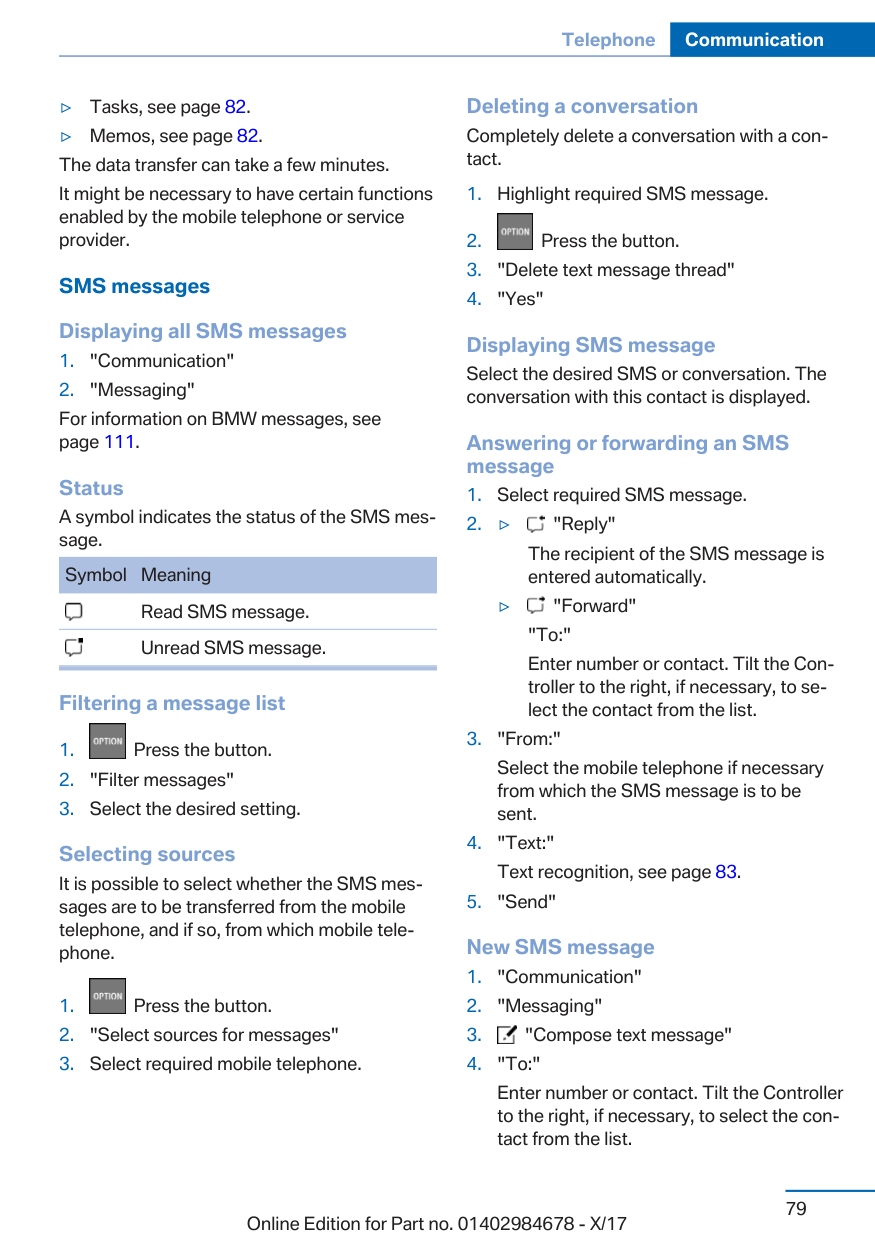 Telephone Communication
▷ Tasks, see page 82.
▷ Memos, see page 82.
The data transfer can take a few minutes.
It might be necessary to have certain functions
enabled by the mobile telephone or service
provider.
SMS messages
Displaying all SMS messages
1. "Communication"
2. "Messaging"
For information on BMW messages, see
page 111.
Status
A symbol indicates the status of the SMS mes-
sage.
Symbol Meaning
Read SMS message.
Unread SMS message.
Filtering a message list
1. OPTION Press the button.
2. "Filter messages"
3. Select the desired setting.
Selecting sources
It is possible to select whether the SMS mes-
sages are to be transferred from the mobile
telephone, and if so, from which mobile tele-
phone.
1. OPTION Press the button.
2. "Select sources for messages"
3. Select required mobile telephone.
Deleting a conversation
Completely delete a conversation with a con-
tact.
1. Highlight required SMS message.
2. OPTION Press the button.
3. "Delete text message thread"
4. "Yes"
Displaying SMS message
Select the desired SMS or conversation. The
conversation with this contact is displayed.
Answering or forwarding an SMS
message
1. Select required SMS message.
2. ▷ "Reply"
The recipient of the SMS message is
entered automatically.
▷ "Forward"
"To:"
Enter number or contact. Tilt the Con-
troller to the right, if necessary, to se-
lect the contact from the list.
3. "From:"
Select the mobile telephone if necessary
from which the SMS message is to be
sent.
4. "Text:"
Text recognition, see page 83.
5. "Send"
New SMS message
1. "Communication"
2. "Messaging"
3. "Compose text message"
4. "To:"
Enter number or contact. Tilt the Controller
to the right, if necessary, to select the con-
tact from the list.
79
Online Edition for Part no. 01402984678 - X/17